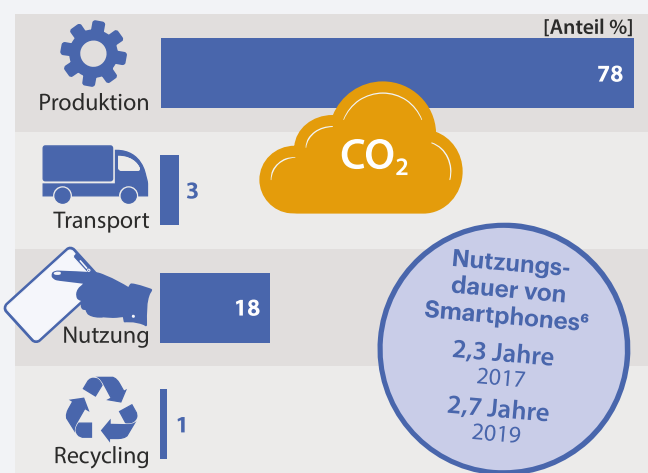 [Anteil %]
Produktion
78
CO₂
Transport
3
Nutzung
18
Recycling
1
Nutzungs-
dauer von
Smartphones⁶
2,3 Jahre
2017
2,7 Jahre
2019